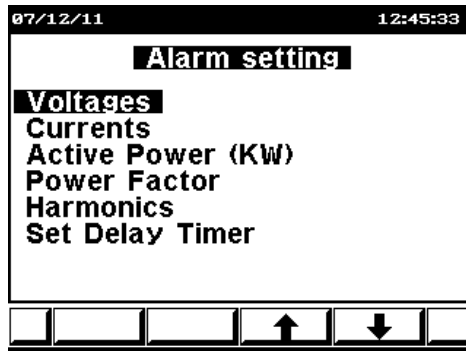 07/12/11 12:45:33
Alarm setting
Voltages
Currents
Active Power (KW)
Power Factor
Harmonics
Set Delay Timer